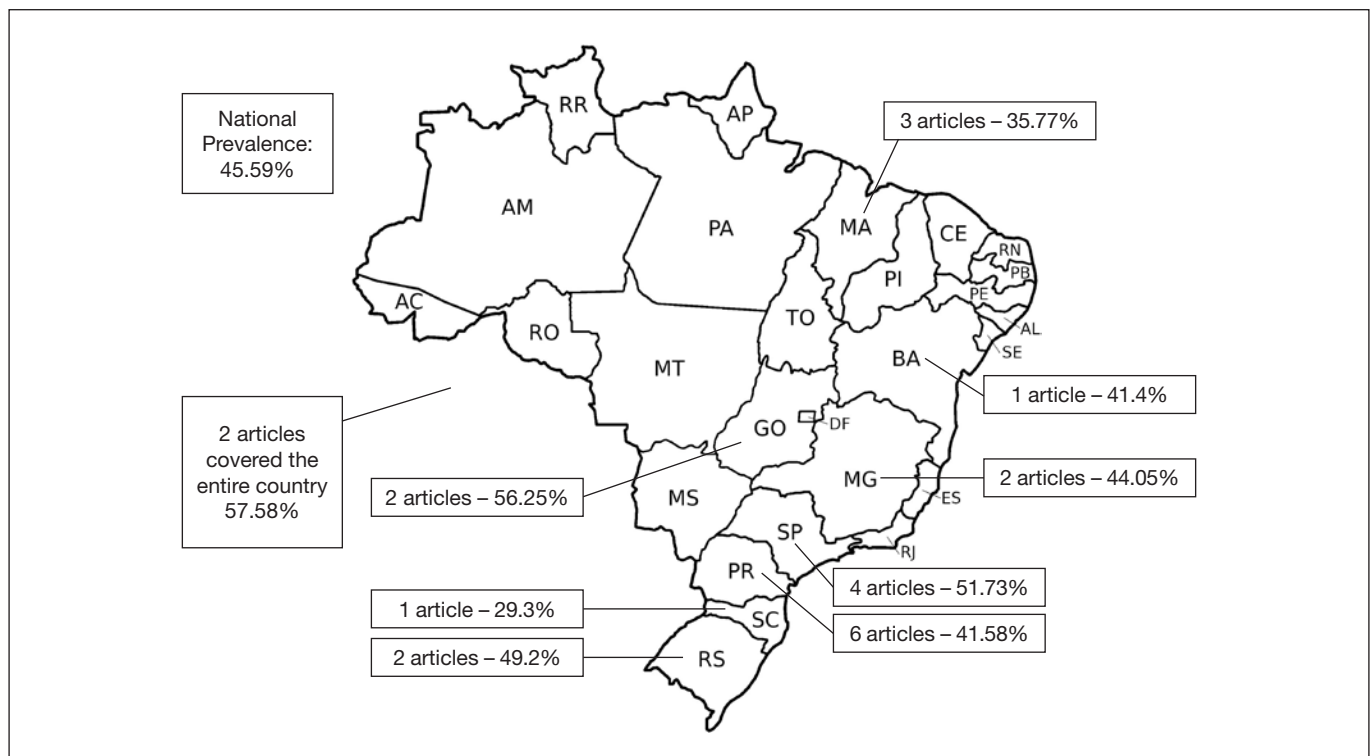 National
Prevalence:
45.59%
RR
AP
3 articles – 35.77%
AM
PA
MA
CE
RN
PB
PI
PE
AC
TO
AL
RO
SE
BA
MT
1 article – 41.4%
2 articles
covered the
entire country
57.58%
GO
DF
MG
2 articles – 44.05%
2 articles – 56.25%
MS
ES
SP
RJ
PR
4 articles – 51.73%
1 article – 29.3%
SC
6 articles – 41.58%
2 articles – 49.2%
RS